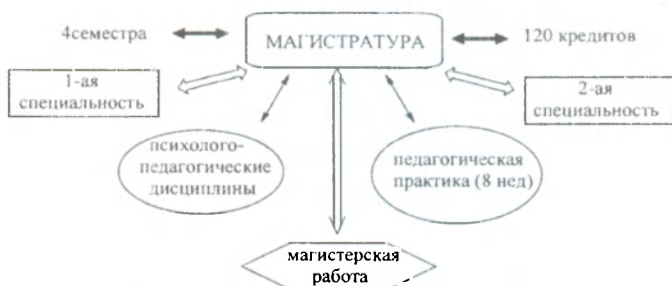 4семестра
МАГИСТРАТУРА
120 кредитов
1-ая
специальность
2-ая
специальность
психолого-
педагогические
дисциплины
педагогическая
практика (8 нед)
магистерская
работа